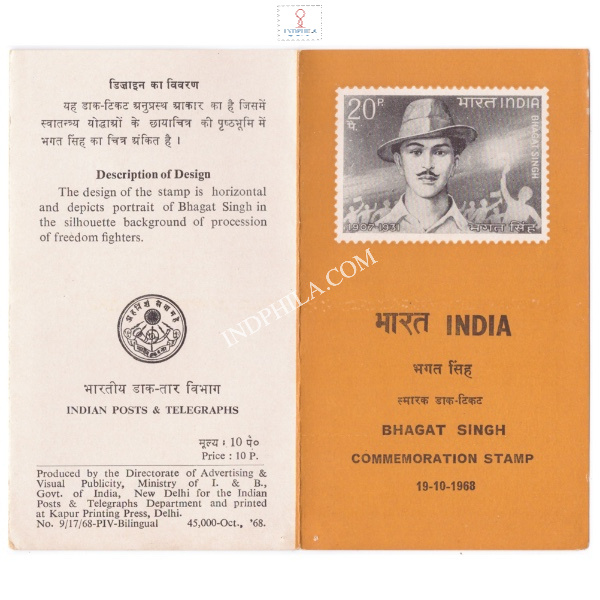 INDPHILA
डिज़ाइन का विवरण
यह डाक-टिकट अनुप्रस्थ आकार का है जिसमें
स्वातन्त्र्य योद्धाओं के छायाचित्र की पृष्ठभूमि में
भगत सिंह का चित्र अंकित है ।
Description of Design
The design of the stamp is horizontal
and depicts portrait of Bhagat Singh in
the silhouette background of procession
of freedom fighters.
भारतीय डाक-तार विभाग
INDIAN POSTS & TELEGRAPHS
मूल्य : 10 पै०
Price : 10 P.
Produced by the Directorate of Advertising &
Visual Publicity, Ministry of I. & B.,
Govt. of India, New Delhi for the Indian
Posts & Telegraphs Department and printed
at Kapur Printing Press, Delhi.
No. 9/17/68-PIV-Bilingual 45,000-Oct., '68.
20 P.
पै.
भारत INDIA
BHAGAT SINGH
1907-1931
भगत सिंह
भारत INDIA
भगत सिंह
स्मारक डाक-टिकट
BHAGAT SINGH
COMMEMORATION STAMP
19-10-1968
INDPHILA.COM